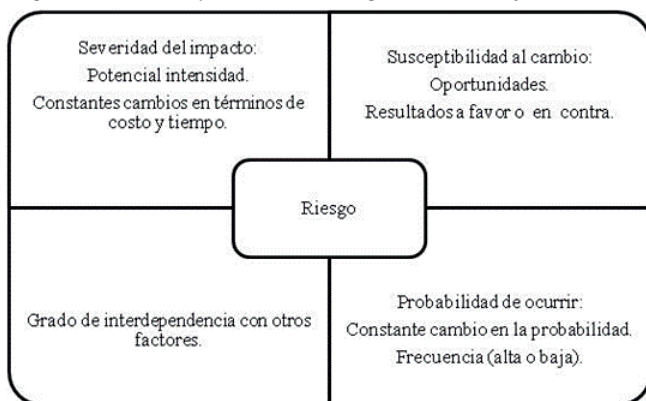 Severidad del impacto:
Potencial intensidad.
Constantes cambios en términos de
costo y tiempo.
Susceptibilidad al cambio:
Oportunidades.
Resultados a favor o en contra.
Riesgo
Grado de interdependencia con otros
factores.
Probabilidad de ocurrir:
Constante cambio en la probabilidad.
Frecuencia (alta o baja).